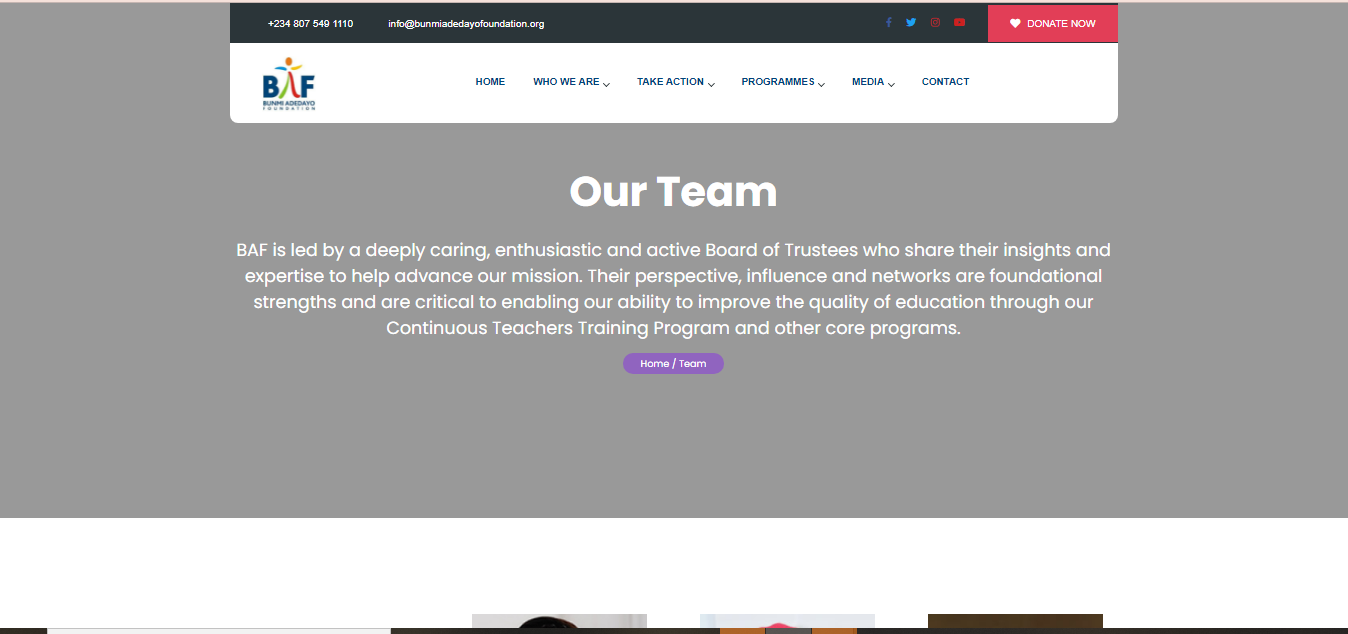 +234 807 549 1110 info@bunmiadedayofoundation.org DONATE NOW
BAF
BUNMI ADEDAYO
FOUNDATION
HOME WHO WE ARE TAKE ACTION PROGRAMMES MEDIA CONTACT
Our Team
BAF is led by a deeply caring, enthusiastic and active Board of Trustees who share their insights and
expertise to help advance our mission. Their perspective, influence and networks are foundational
strengths and are critical to enabling our ability to improve the quality of education through our
Continuous Teachers Training Program and other core programs.
Home / Team